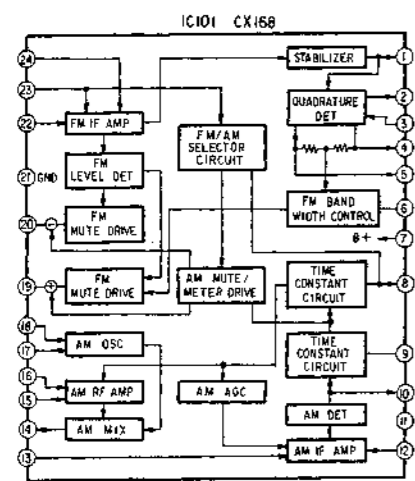 IC101 CX168
24
STABILIZER
1
23
2
22
FM IF AMP
QUADRATURE
DET
3
FM/AM
SELECTOR
CIRCUIT
4
21
GND
FM
LEVEL DET
5
20
FM
MUTE DRIVE
FM BAND
WIDTH CONTROL
6
B+
7
19
FM
MUTE DRIVE
AM MUTE/
METER DRIVE
TIME
CONSTANT
CIRCUIT
8
18
AM OSC
17
TIME
CONSTANT
CIRCUIT
9
16
AM RF AMP
15
AM AGC
10
AM DET
11
14
AM MIX
13
AM IF AMP
12